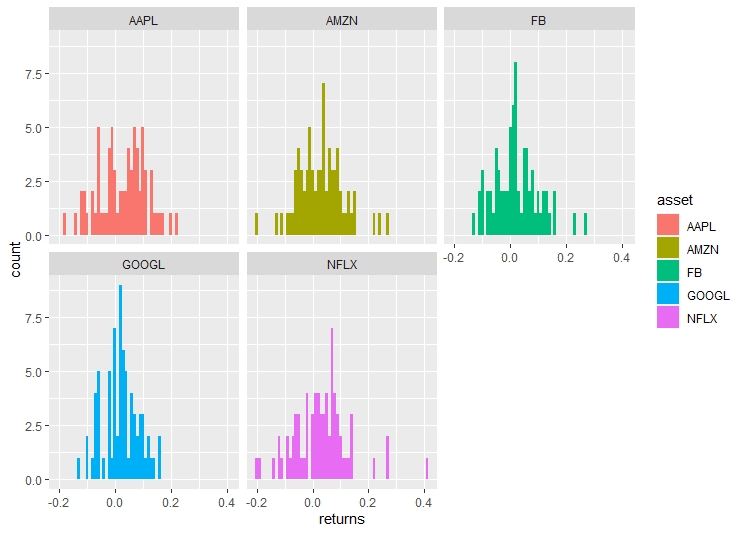 AAPL
AMZN
FB
7.5
5.0
2.5
0.0
-0.2 0.0 0.2 0.4
count
GOOGL
NFLX
7.5
5.0
2.5
0.0
-0.2 0.0 0.2 0.4
-0.2 0.0 0.2 0.4
returns
asset
AAPL
AMZN
FB
GOOGL
NFLX